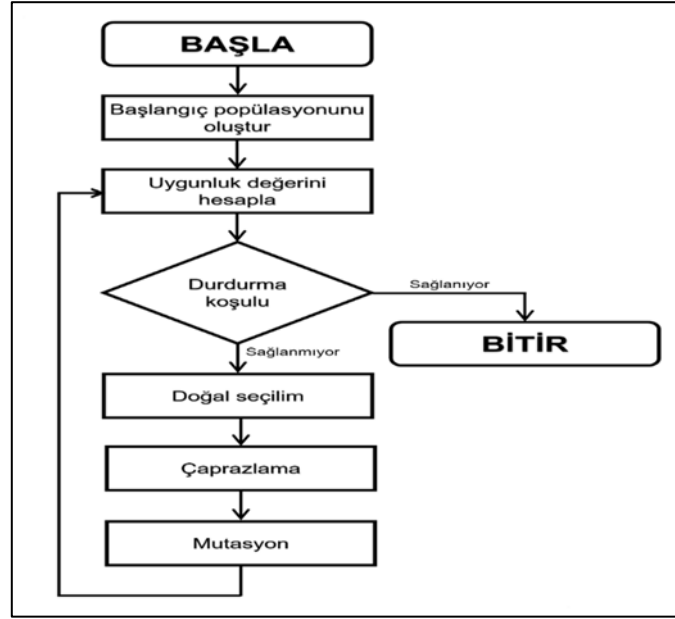 BAŞLA
Başlangıç popülasyonunu
oluştur
Uygunluk değerini
hesapla
Durdurma
koşulu
Sağlanıyor
BİTİR
Sağlanmıyor
Doğal seçilim
Çaprazlama
Mutasyon